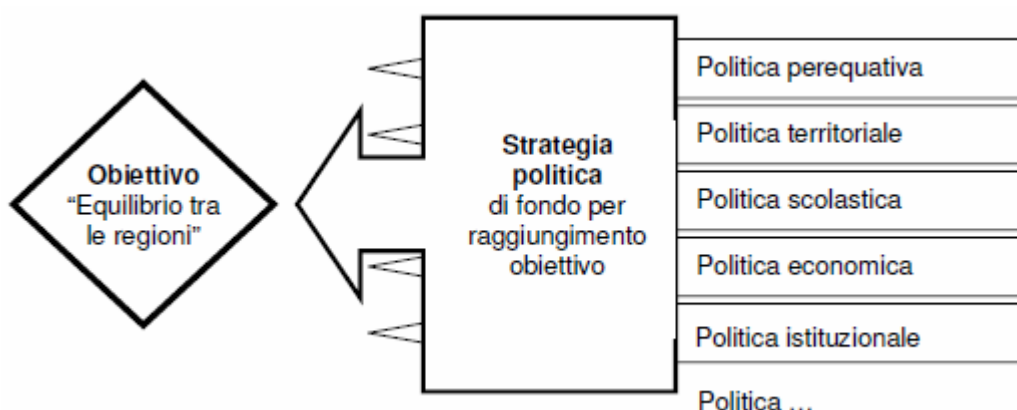 Obiettivo
“Equilibrio tra
le regioni”
Strategia
politica
di fondo per
raggiungimento
obiettivo
Politica perequativa
Politica territoriale
Politica scolastica
Politica economica
Politica istituzionale
Politica ...